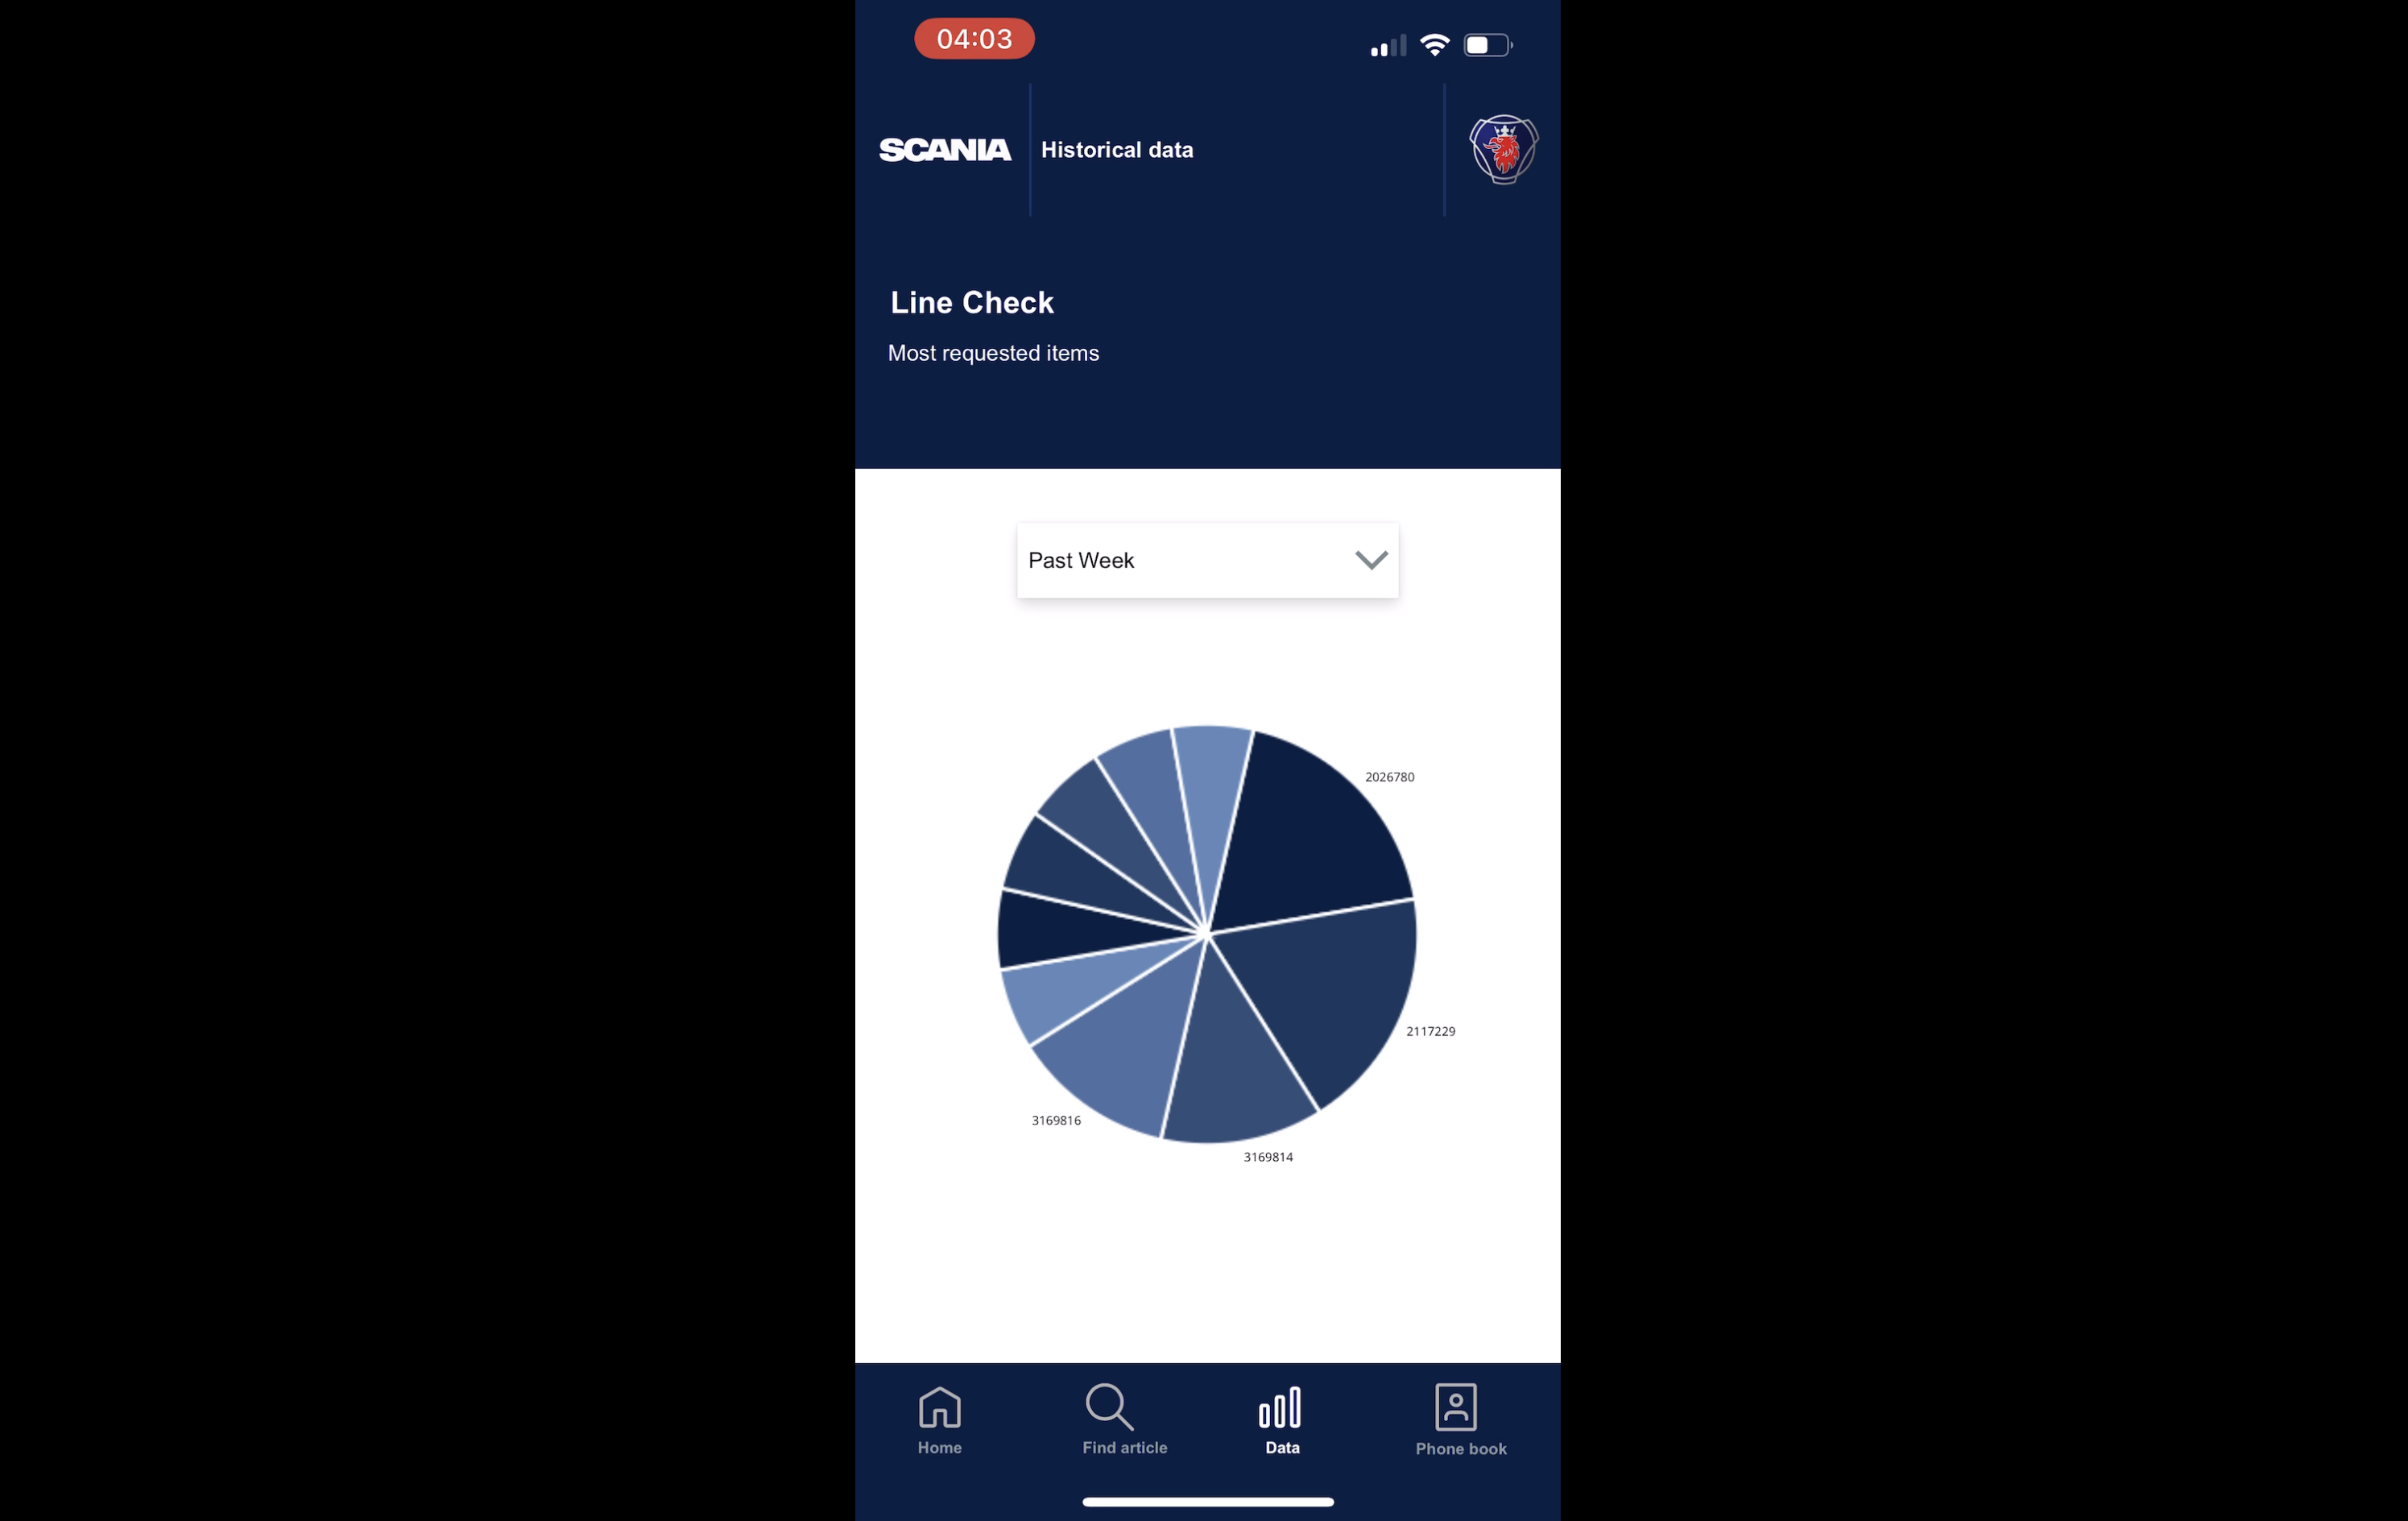 04:03
SCANIA
Historical data
Line Check
Most requested items
Past Week
2026780
2117229
3169816
3169814
Home
Find article
Data
Phone book